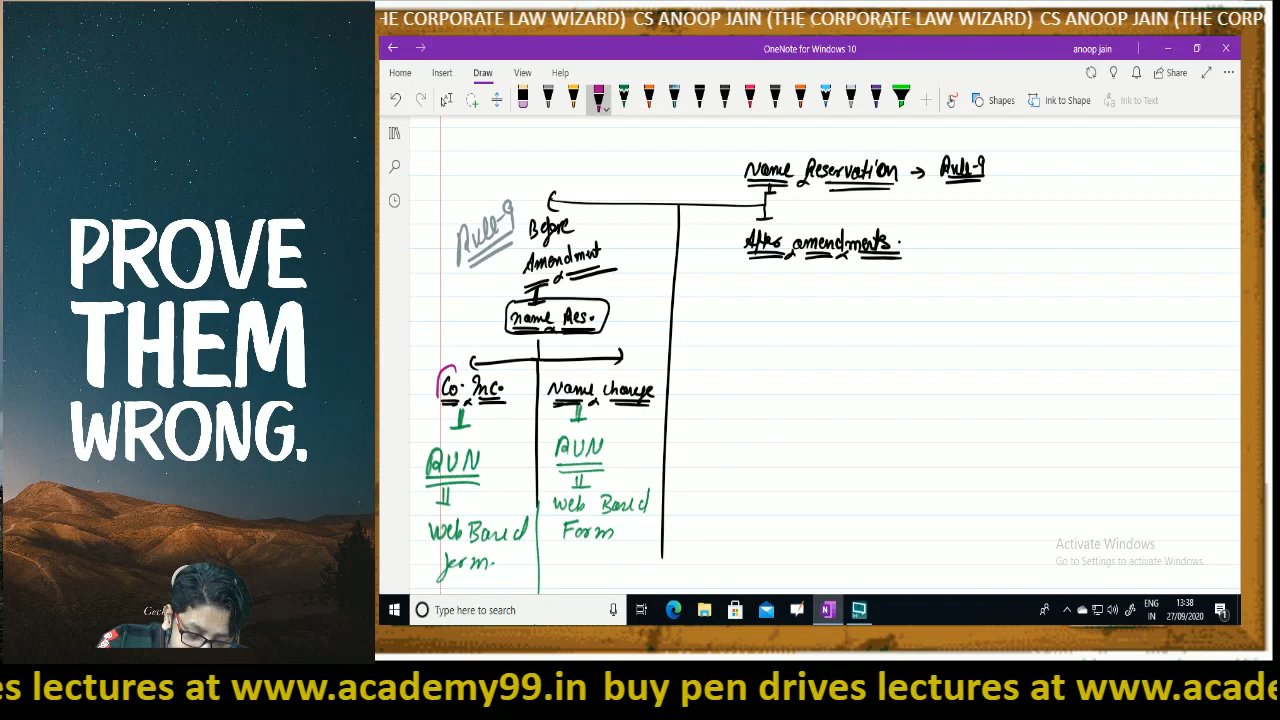 HE CORPORATE LAW WIZARD) CS ANOOP JAIN (THE CORPORATE LAW WIZARD) CS ANOOP JAIN (THE CORPO
OneNote for Windows 10
anoop jain
Home Insert Draw View Help
Share
Shapes
Ink to Shape
Ink to Text
PROVE
THEM
WRONG.
Name Reservation → Rule-9
Rule-9
Before
Amendment
After amendments.
Name Res.
Co. Inc.
Name Change
RUN
RUN
Web Based
Form.
Web Based
Form
Activate Windows
Go to Settings to activate Windows.
Type here to search
ENG
IN
13:38
27/09/2020
es lectures at www.academy99.in buy pen drives lectures at www.acade